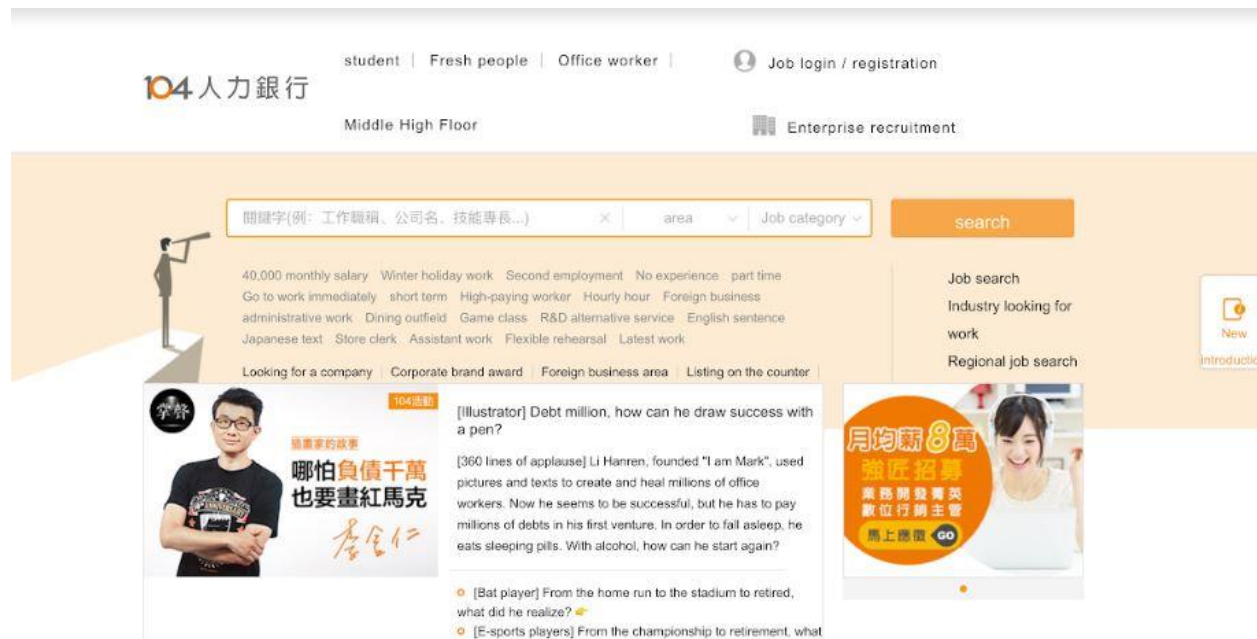 student | Fresh people | Office worker |
Job login / registration
104人力銀行
Middle High Floor
Enterprise recruitment
關鍵字(例：工作職稱、公司名、技能專長...) × area Job category
search
40,000 monthly salary Winter holiday work Second employment No experience part time
Go to work immediately short term High-paying worker Hourly hour Foreign business
administrative work Dining outfield Game class R&D alternative service English sentence
Japanese text Store clerk Assistant work Flexible rehearsal Latest work
Looking for a company | Corporate brand award | Foreign business area | Listing on the counter |
Job search
Industry looking for
work
Regional job search
New
introductio
掌聲
104活動
插畫家的故事
哪怕負債千萬
也要畫紅馬克
[Illustrator] Debt million, how can he draw success with
a pen?
[360 lines of applause] Li Hanren, founded "I am Mark", used
pictures and texts to create and heal millions of office
workers. Now he seems to be successful, but he has to pay
millions of debts in his first venture. In order to fall asleep, he
eats sleeping pills. With alcohol, how can he start again?
[Bat player] From the home run to the stadium to retired,
what did he realize? 👉
[E-sports players] From the championship to retirement, what
月均薪8萬
強匠招募
業務開發菁英
數位行銷主管
馬上應徵 GO